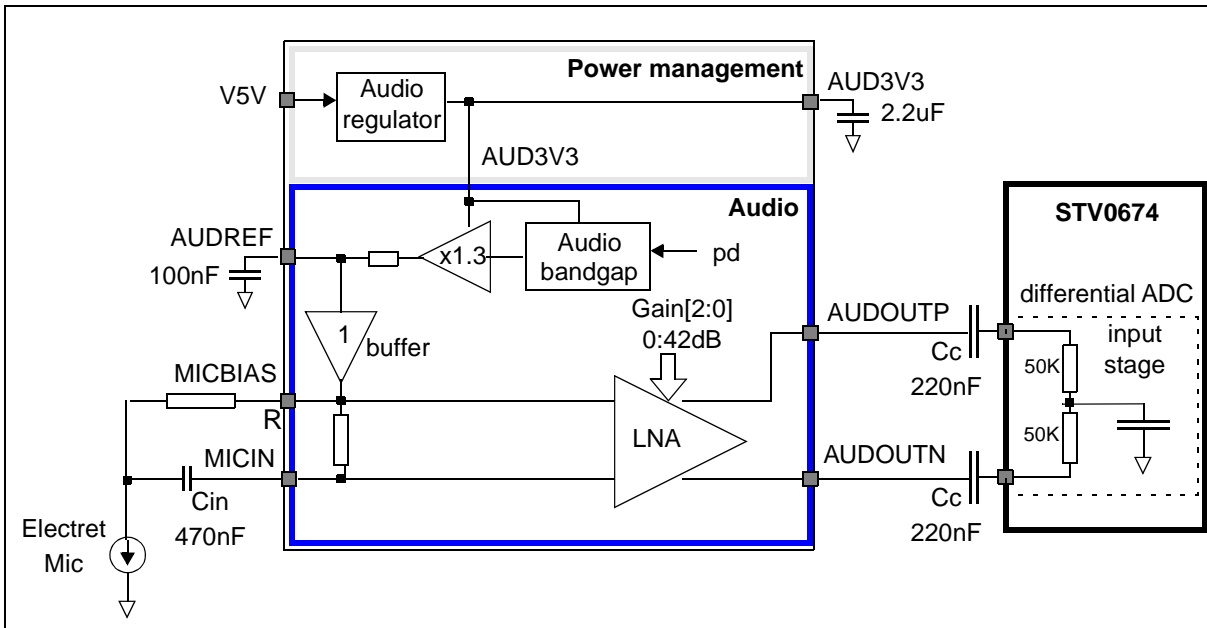 Power management
V5V
Audio
regulator
AUD3V3
2.2uF
AUD3V3
Audio
STV0674
AUDREF
100nF
x1.3
Audio
bandgap
pd
differential ADC
input
stage
Gain[2:0]
0:42dB
AUDOUTP
1
buffer
Cc
220nF
50K
50K
MICBIAS
R
LNA
MICIN
AUDOUTN
Cin
470nF
Cc
220nF
Electret
Mic